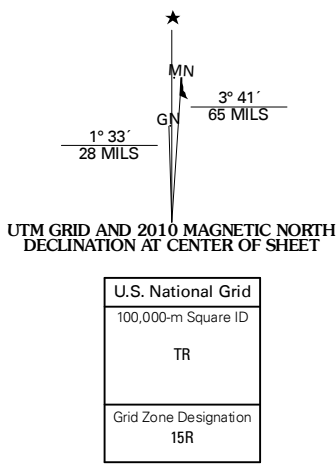 MN
3° 41´
65 MILS
GN
1° 33´
28 MILS
UTM GRID AND 2010 MAGNETIC NORTH
DECLINATION AT CENTER OF SHEET
U.S. National Grid
100,000-m Square ID
TR
Grid Zone Designation
15R